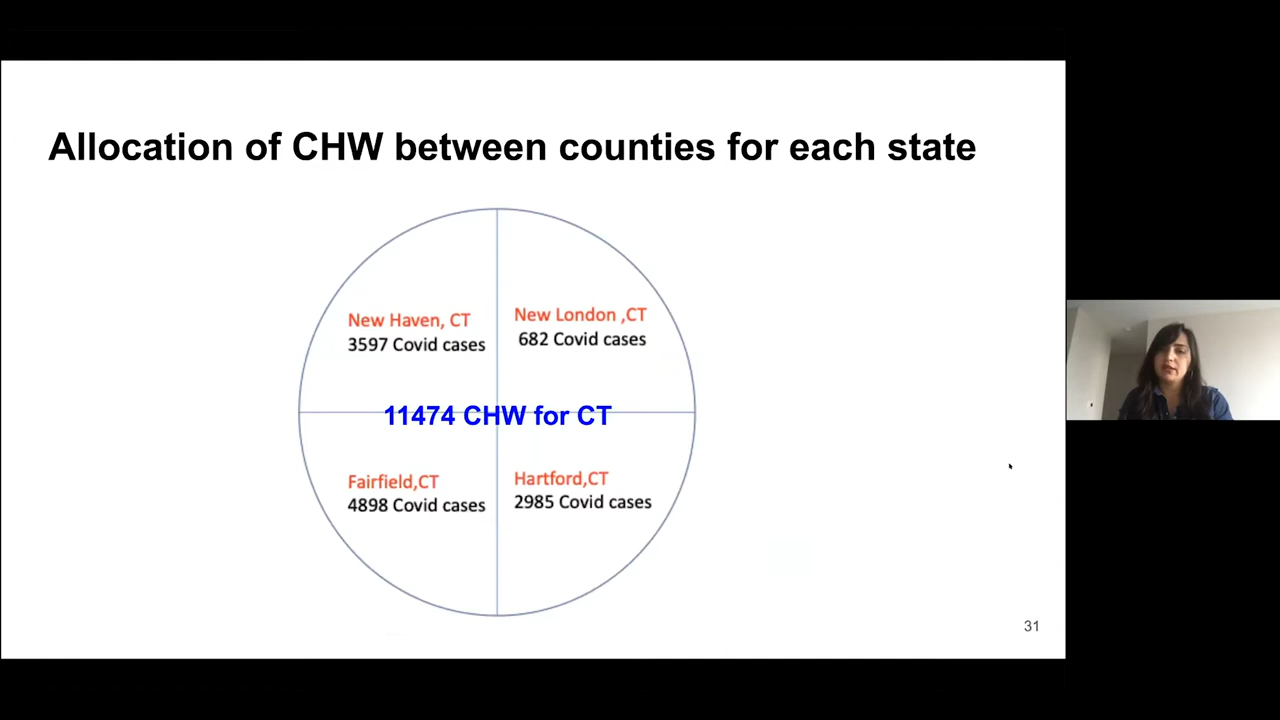 Allocation of CHW between counties for each state
New Haven, CT
3597 Covid cases
New London ,CT
682 Covid cases
11474 CHW for CT
Fairfield,CT
4898 Covid cases
Hartford,CT
2985 Covid cases
31